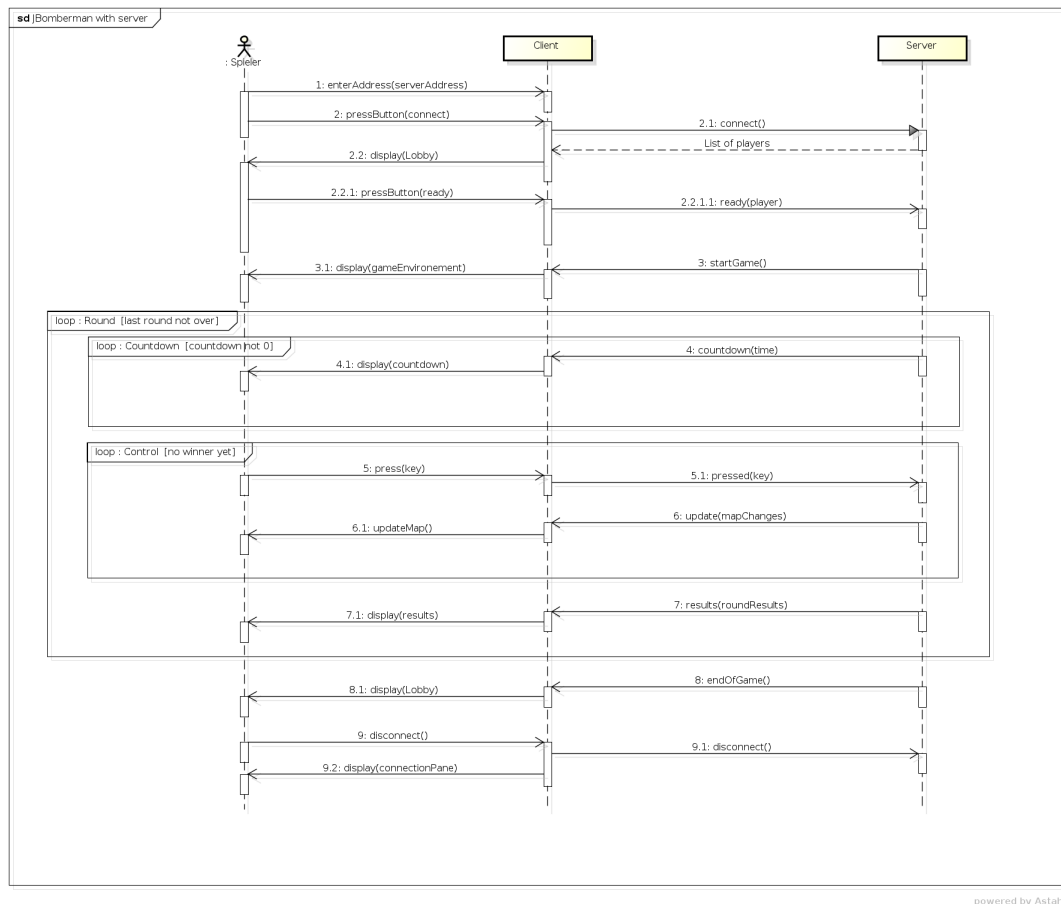 sd JBomberman with server
: Spieler
Client
Server
1: enterAddress(serverAddress)
2: pressButton(connect)
2.1: connect()
List of players
2.2: display(Lobby)
2.2.1: pressButton(ready)
2.2.1.1: ready(player)
3: startGame()
3.1: display(gameEnvironement)
loop : Round [last round not over]
loop : Countdown [countdown not 0]
4: countdown(time)
4.1: display(countdown)
loop : Control [no winner yet]
5: press(key)
5.1: pressed(key)
6: update(mapChanges)
6.1: updateMap()
7: results(roundResults)
7.1: display(results)
8: endOfGame()
8.1: display(Lobby)
9: disconnect()
9.1: disconnect()
9.2: display(connectionPane)
powered by Astah